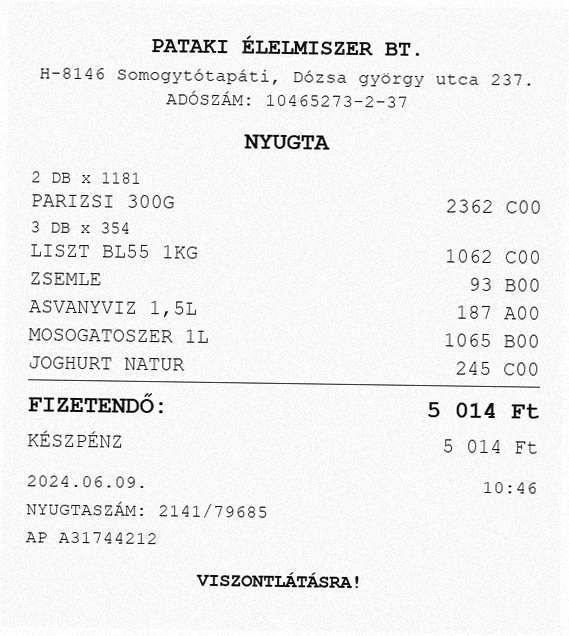 PATAKI ÉLELMISZER BT.
H-8146 Somogytótapáti, Dózsa györgy utca 237.
ADÓSZÁM: 10465273-2-37
NYUGTA
2 DB x 1181
PARIZSI 300G 2362 C00
3 DB x 354
LISZT BL55 1KG 1062 C00
ZSEMLE 93 B00
ASVANYVIZ 1,5L 187 A00
MOSOGATOSZER 1L 1065 B00
JOGHURT NATUR 245 C00
FIZETENDŐ: 5 014 Ft
KÉSZPÉNZ 5 014 Ft
2024.06.09. 10:46
NYUGTASZÁM: 2141/79685
AP A31744212
VISZONTLÁTÁSRA!